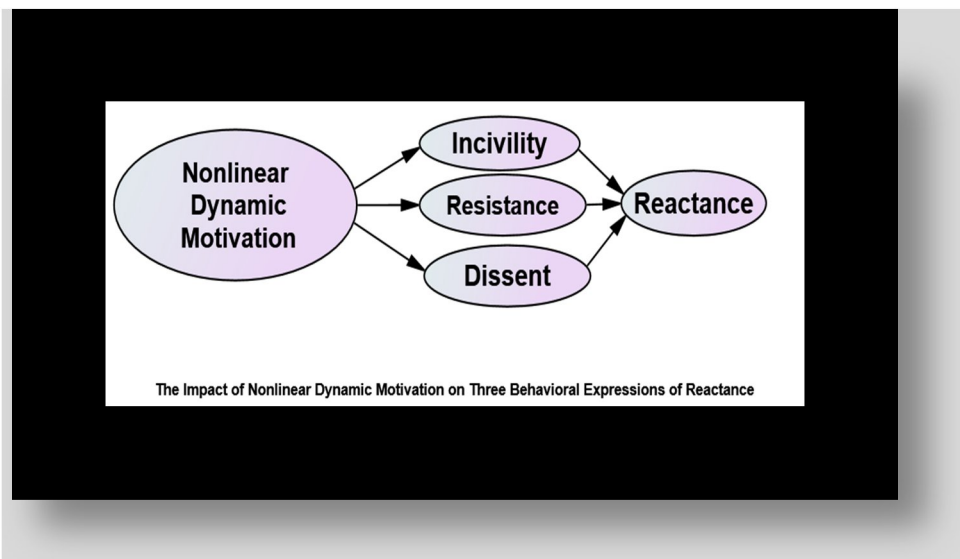 Nonlinear
Dynamic
Motivation
Incivility
Resistance
Dissent
Reactance
The Impact of Nonlinear Dynamic Motivation on Three Behavioral Expressions of Reactance